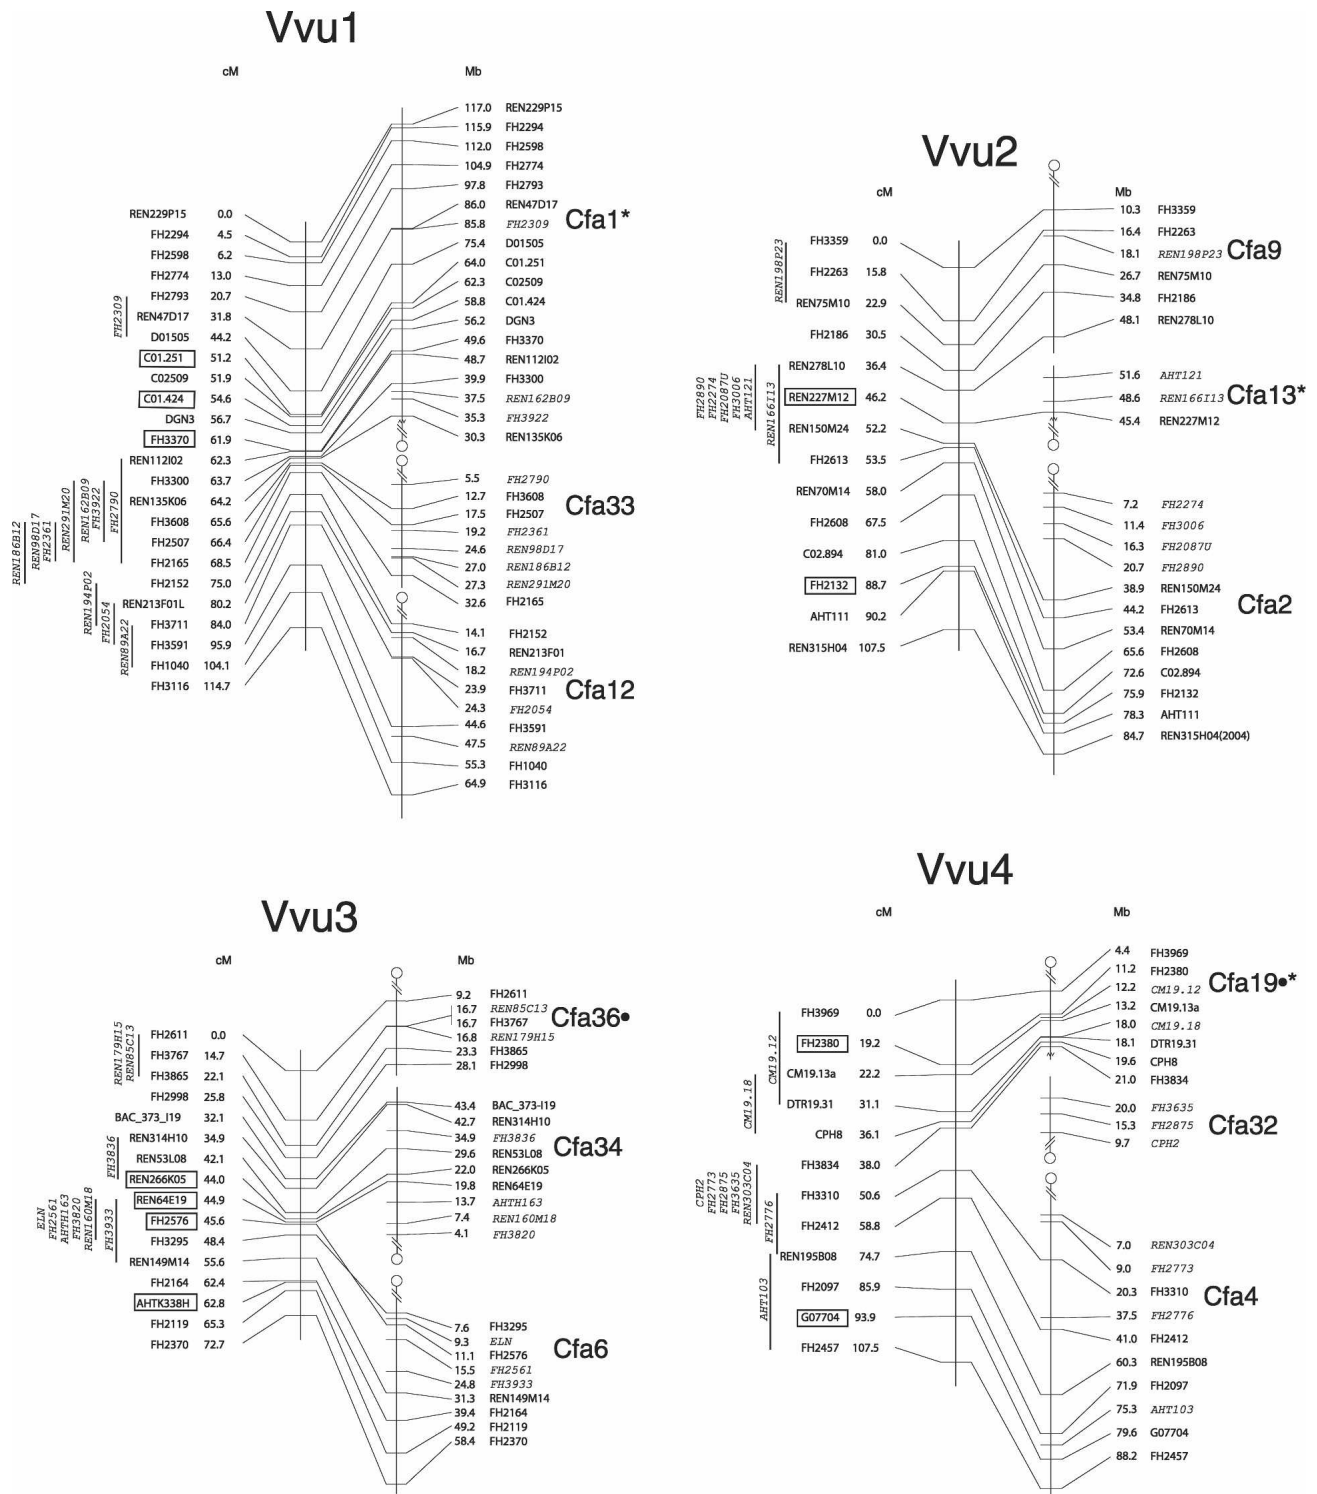 Vvu1
cM Mb
REN229P15 0.0
FH2294 4.5
FH2598 6.2
FH2774 13.0
FH2793 20.7
REN47D17 31.8
D01505 44.2
C01.251 51.2
C02509 51.9
C01.424 54.6
DGN3 56.7
FH3370 61.9
REN112I02 62.3
FH3300 63.7
REN135K06 64.2
FH3608 65.6
FH2507 66.4
FH2165 68.5
FH2152 75.0
REN213F01L 80.2
FH3711 84.0
FH3591 95.9
FH1040 104.1
FH3116 114.7
FH2309
REN186B12
REN98D17
FH2361
REN291M20
REN162B09
FH3922
FH2790
REN194P02
FH2054
REN89A22
117.0 REN229P15
115.9 FH2294
112.0 FH2598
104.9 FH2774
97.8 FH2793
86.0 REN47D17
85.8 FH2309
75.4 D01505
64.0 C01.251
62.3 C02509
58.8 C01.424
56.2 DGN3
49.6 FH3370
48.7 REN112I02
39.9 FH3300
37.5 REN162B09
35.3 FH3922
30.3 REN135K06
Cfa1*
5.5 FH2790
12.7 FH3608
17.5 FH2507
19.2 FH2361
24.6 REN98D17
27.0 REN186B12
27.3 REN291M20
32.6 FH2165
Cfa33
14.1 FH2152
16.7 REN213F01
18.2 REN194P02
23.9 FH3711
24.3 FH2054
44.6 FH3591
47.5 REN89A22
55.3 FH1040
64.9 FH3116
Cfa12
Vvu2
cM Mb
FH3359 0.0
FH2263 15.8
REN75M10 22.9
FH2186 30.5
REN278L10 36.4
REN227M12 46.2
REN150M24 52.2
FH2613 53.5
REN70M14 58.0
FH2608 67.5
C02.894 81.0
FH2132 88.7
AHT111 90.2
REN315H04 107.5
REN198P23
FH2890
FH2274
FH2087U
FH3006
AHT121
REN166I13
10.3 FH3359
16.4 FH2263
18.1 REN198P23
26.7 REN75M10
34.8 FH2186
48.1 REN278L10
Cfa9
51.6 AHT121
48.6 REN166I13
45.4 REN227M12
Cfa13*
7.2 FH2274
11.4 FH3006
16.3 FH2087U
20.7 FH2890
38.9 REN150M24
44.2 FH2613
53.4 REN70M14
65.6 FH2608
72.6 C02.894
75.9 FH2132
78.3 AHT111
84.7 REN315H04(2004)
Cfa2
Vvu3
cM Mb
FH2611 0.0
FH3767 14.7
FH3865 22.1
FH2998 25.8
BAC_373_I19 32.1
REN314H10 34.9
REN53L08 42.1
REN266K05 44.0
REN64E19 44.9
FH2576 45.6
FH3295 48.4
REN149M14 55.6
FH2164 62.4
AHTK338H 62.8
FH2119 65.3
FH2370 72.7
REN179H15
REN85C13
FH3836
ELN
FH2561
AHTH163
FH3820
REN160M18
FH3933
9.2 FH2611
16.7 REN85C13
16.7 FH3767
16.8 REN179H15
23.3 FH3865
28.1 FH2998
Cfa36•
43.4 BAC_373-I19
42.7 REN314H10
34.9 FH3836
29.6 REN53L08
22.0 REN266K05
19.8 REN64E19
13.7 AHTH163
7.4 REN160M18
4.1 FH3820
Cfa34
7.6 FH3295
9.3 ELN
11.1 FH2576
15.5 FH2561
24.8 FH3933
31.3 REN149M14
39.4 FH2164
49.2 FH2119
58.4 FH2370
Cfa6
Vvu4
cM Mb
FH3969 0.0
FH2380 19.2
CM19.13a 22.2
DTR19.31 31.1
CPH8 36.1
FH3834 38.0
FH3310 50.6
FH2412 58.8
REN195B08 74.7
FH2097 85.9
G07704 93.9
FH2457 107.5
CM19.12
CM19.18
CPH2
FH2773
FH2875
FH3635
REN303C04
FH2776
AHT103
4.4 FH3969
11.2 FH2380
12.2 CM19.12
13.2 CM19.13a
18.0 CM19.18
18.1 DTR19.31
19.6 CPH8
21.0 FH3834
Cfa19•*
20.0 FH3635
15.3 FH2875
9.7 CPH2
Cfa32
7.0 REN303C04
9.0 FH2773
20.3 FH3310
37.5 FH2776
41.0 FH2412
60.3 REN195B08
71.9 FH2097
75.3 AHT103
79.6 G07704
88.2 FH2457
Cfa4